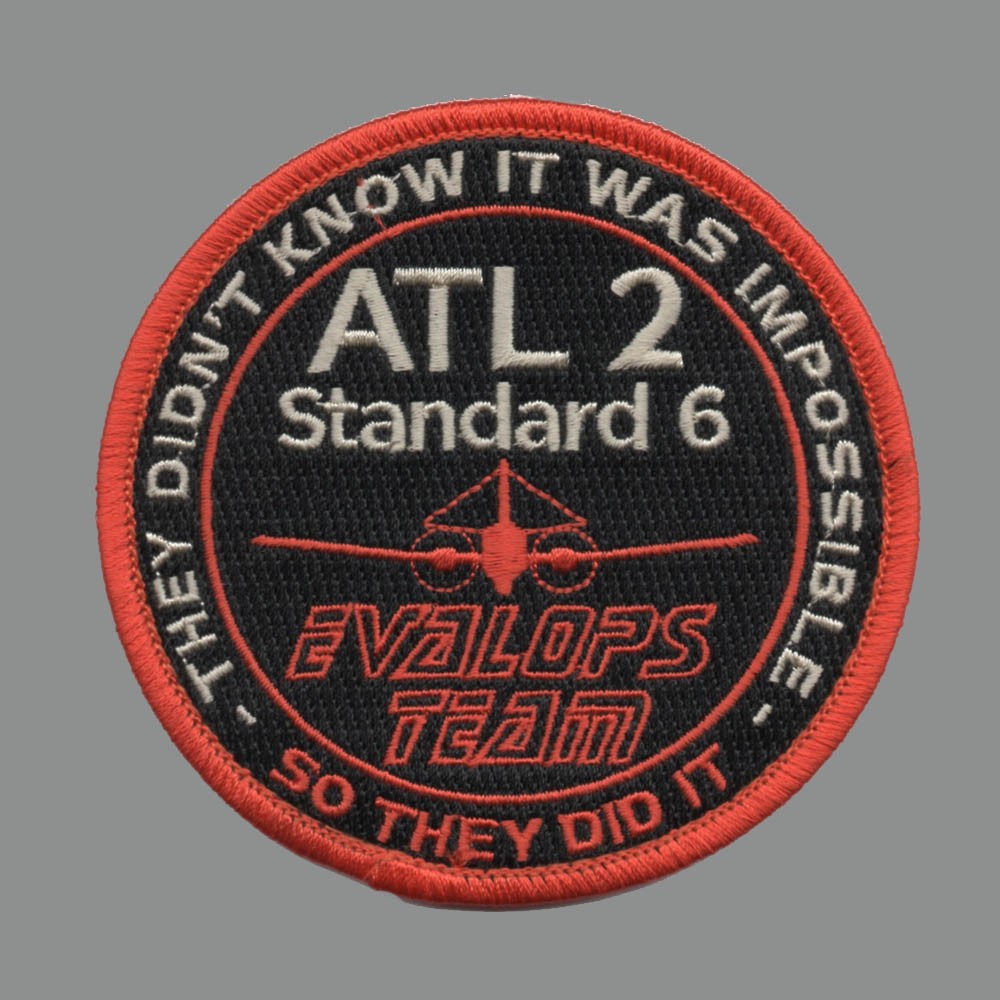 - THEY DIDN'T KNOW IT WAS IMPOSSIBLE -
ATL 2
Standard 6
EVALOPS
TEAM
SO THEY DID IT